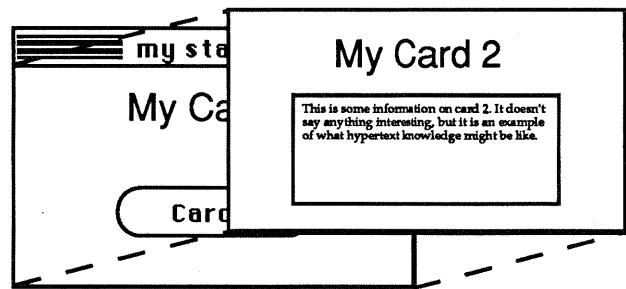 my sta
My Ca
Card
My Card 2
This is some information on card 2. It doesn't
say anything interesting, but it is an example
of what hypertext knowledge might be like.